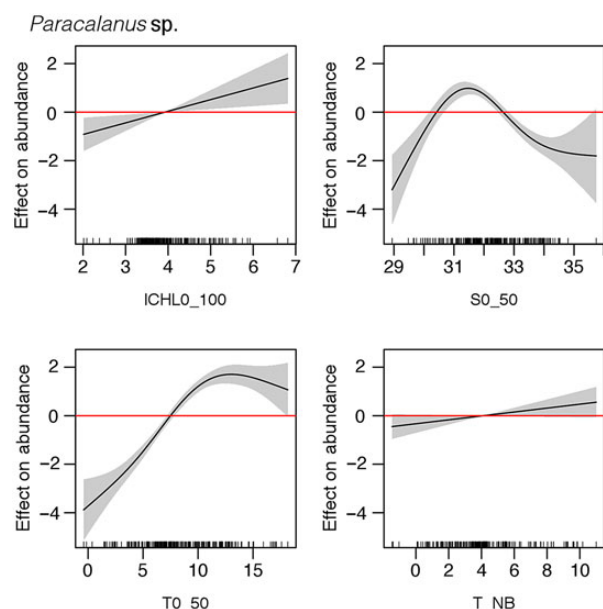 Paracalanus sp.
Effect on abundance
2
0
-2
-4
2 3 4 5 6 7
lCHL0_100
Effect on abundance
2
0
-2
-4
29 31 33 35
S0_50
Effect on abundance
2
0
-2
-4
0 5 10 15
T0_50
Effect on abundance
2
0
-2
-4
0 2 4 6 8 10
T_NB